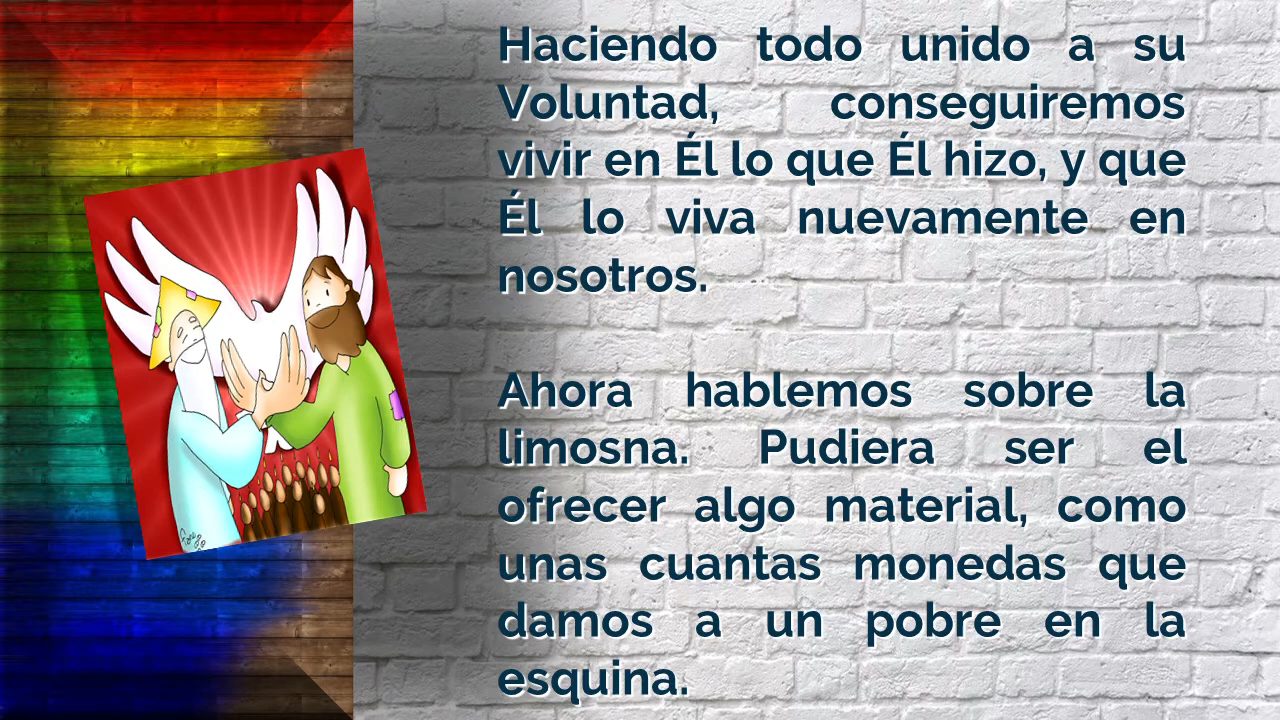 Haciendo todo unido a su
Voluntad, conseguiremos
vivir en Él lo que Él hizo, y que
Él lo viva nuevamente en
nosotros.
Ahora hablemos sobre la
limosna. Pudiera ser el
ofrecer algo material, como
unas cuantas monedas que
damos a un pobre en la
esquina.